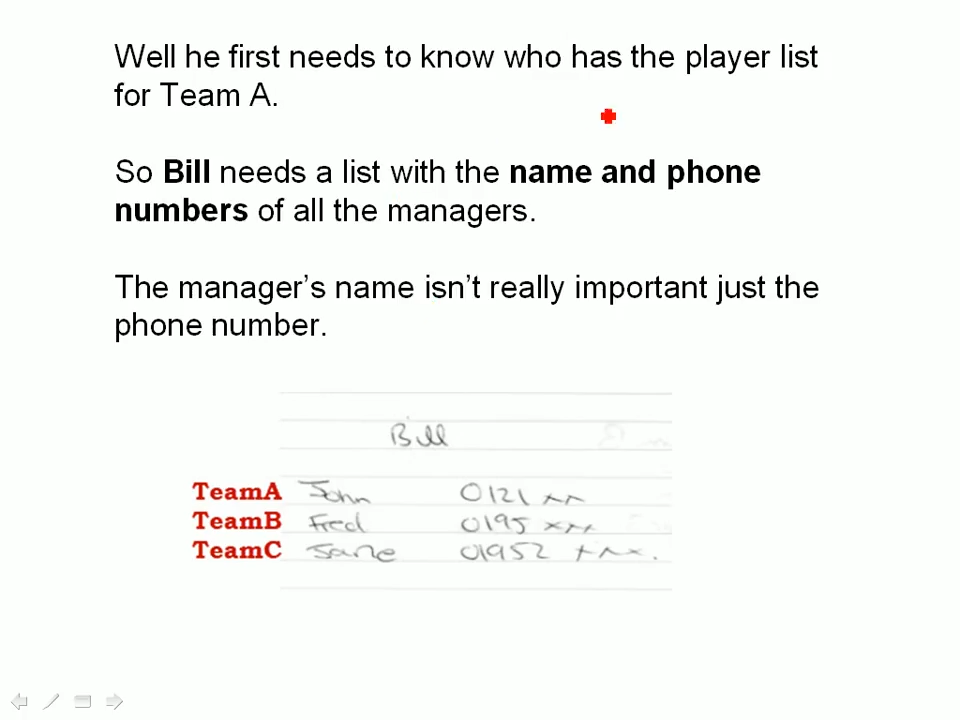 Well he first needs to know who has the player list
for Team A.
So Bill needs a list with the name and phone
numbers of all the managers.
The manager's name isn't really important just the
phone number.
Bill
TeamA John 0121 xx
TeamB Fred 0195 xxx
TeamC Jane 01952 xxx.